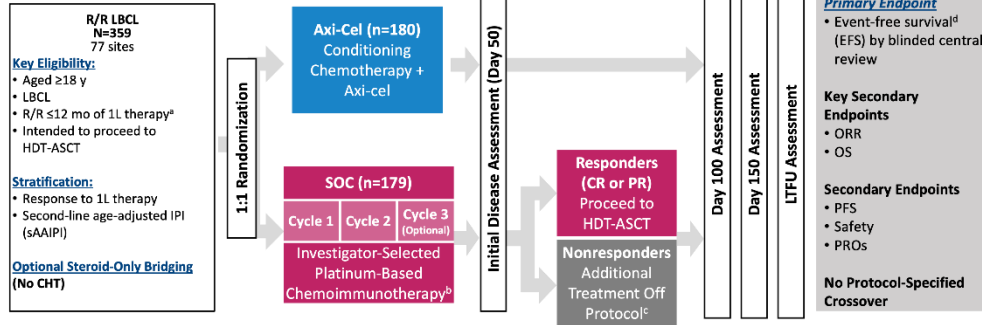 R/R LBCL
N=359
77 sites
Key Eligibility:
• Aged ≥18 y
• LBCL
• R/R ≤12 mo of 1L therapyᵃ
• Intended to proceed to
HDT-ASCT
Stratification:
• Response to 1L therapy
• Second-line age-adjusted IPI
(sAAIPI)
Optional Steroid-Only Bridging
(No CHT)
1:1 Randomization
Axi-Cel (n=180)
Conditioning
Chemotherapy +
Axi-cel
SOC (n=179)
Cycle 1
Cycle 2
Cycle 3
(Optional)
Investigator-Selected
Platinum-Based
Chemoimmunotherapyᵇ
Initial Disease Assessment (Day 50)
Responders
(CR or PR)
Proceed to
HDT-ASCT
Nonresponders
Additional
Treatment Off
Protocolᶜ
Day 100 Assessment
Day 150 Assessment
LTFU Assessment
Primary Endpoint
• Event-free survivalᵈ
(EFS) by blinded central
review
Key Secondary
Endpoints
• ORR
• OS
Secondary Endpoints
• PFS
• Safety
• PROs
No Protocol-Specified
Crossover